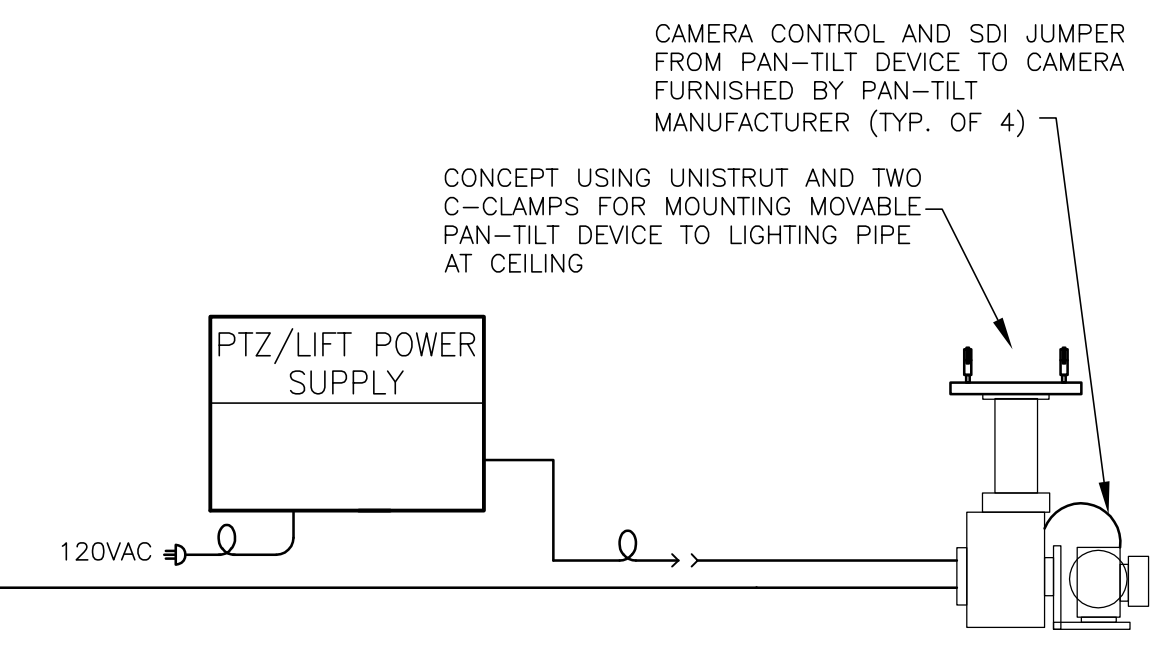 CAMERA CONTROL AND SDI JUMPER
FROM PAN-TILT DEVICE TO CAMERA
FURNISHED BY PAN-TILT
MANUFACTURER (TYP. OF 4)
CONCEPT USING UNISTRUT AND TWO
C-CLAMPS FOR MOUNTING MOVABLE
PAN-TILT DEVICE TO LIGHTING PIPE
AT CEILING
PTZ/LIFT POWER
SUPPLY
120VAC